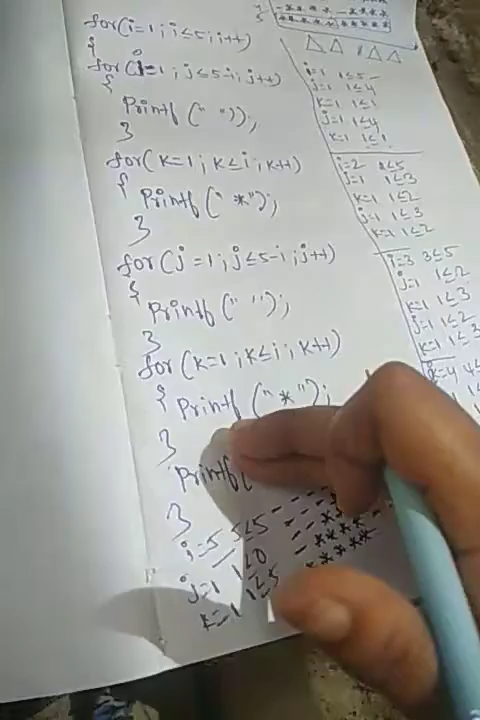 for(i=1; i≤5; i++)
{
for(j=1; j≤5-i; j++)
{
Printf(" ");
}
for(k=1; k≤i; k++)
{
Printf("*");
}
for(j=1; j≤5-i; j++)
{
Printf(" ");
}
for(k=1; k≤i; k++)
{ Printf("*");
}
Printf(
}
i=5 5≤5
j=1 1≤0
k=1 1≤5
i=1 1≤5
j=1 1≤4
k=1 1≤1
j=1 1≤4
k=1 1≤1
i=2 2≤5
j=1 1≤3
k=1 1≤2
j=1 1≤3
k=1 1≤2
i=3 3≤5
j=1 1≤2
k=1 1≤3
j=1 1≤2
k=1 1≤3